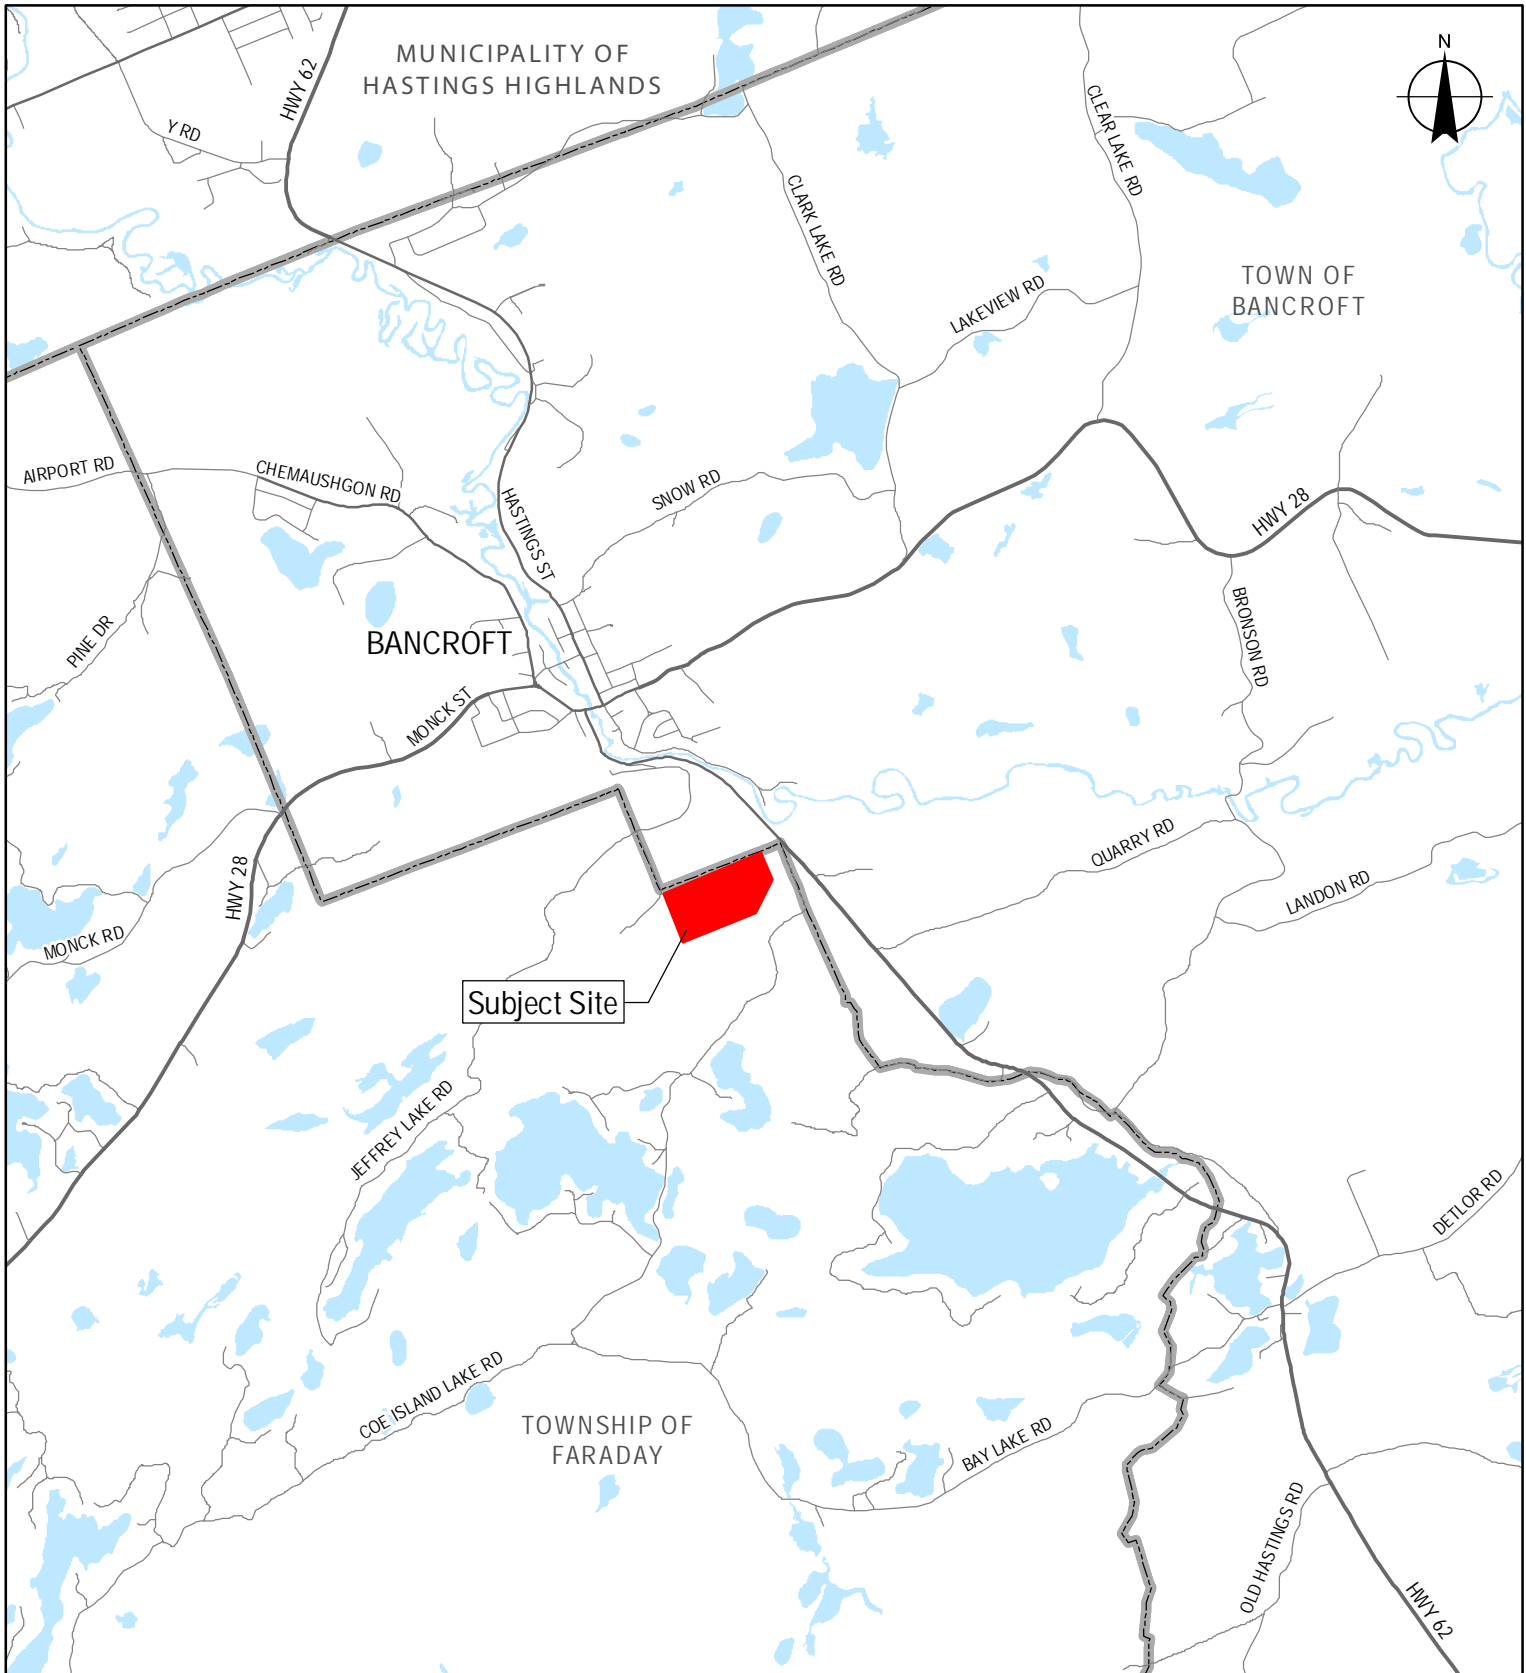 N
MUNICIPALITY OF
HASTINGS HIGHLANDS
HWY 62
Y RD
CLEAR LAKE RD
CLARK LAKE RD
TOWN OF
BANCROFT
LAKEVIEW RD
AIRPORT RD
CHEMAUSHGON RD
HASTINGS ST
SNOW RD
HWY 28
BRONSON RD
PINE DR
BANCROFT
MONCK ST
QUARRY RD
HWY 28
LANDON RD
MONCK RD
Subject Site
JEFFREY LAKE RD
DETLOR RD
COE ISLAND LAKE RD
TOWNSHIP OF
FARADAY
BAY LAKE RD
OLD HASTINGS RD
HWY 62